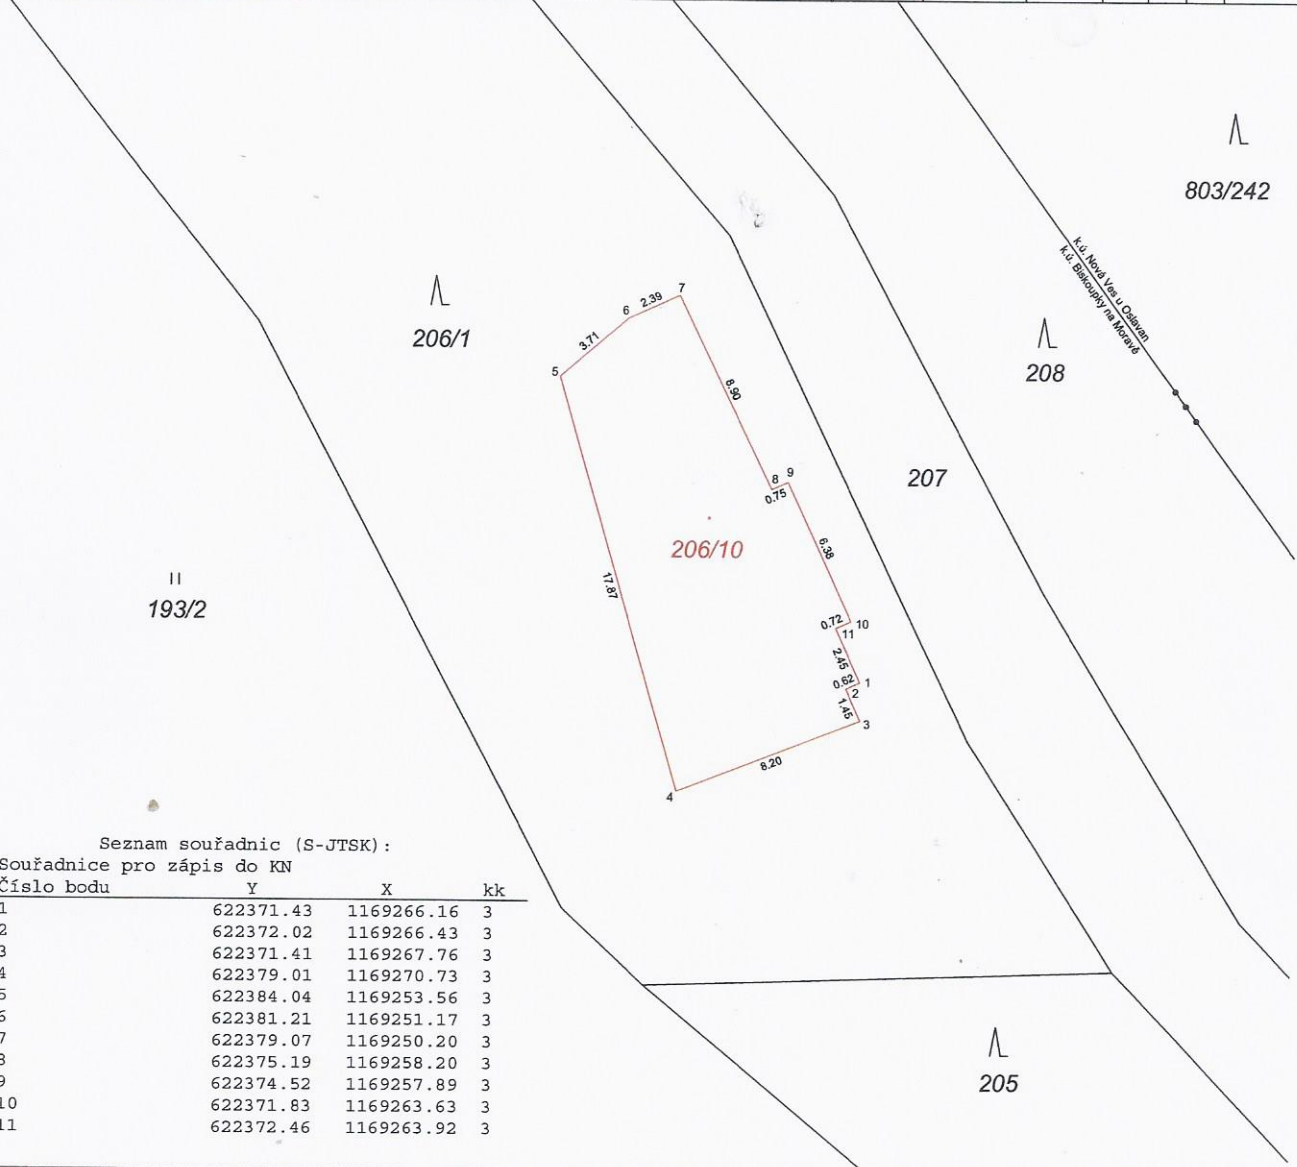 803/242
k.ú. Nová Ves u Oslavan
k.ú. Biskoupky na Moravě
206/1
208
207
193/2
205
206/10
7
2.39
6
3.71
5
8.90
8
9
0.75
6.38
17.87
0.72
10
11
2.45
0.62
1
2
1.45
3
8.20
4
Seznam souřadnic (S-JTSK):
Souřadnice pro zápis do KN
Číslo bodu Y X kk
1 622371.43 1169266.16 3
2 622372.02 1169266.43 3
3 622371.41 1169267.76 3
4 622379.01 1169270.73 3
5 622384.04 1169253.56 3
6 622381.21 1169251.17 3
7 622379.07 1169250.20 3
8 622375.19 1169258.20 3
9 622374.52 1169257.89 3
10 622371.83 1169263.63 3
11 622372.46 1169263.92 3